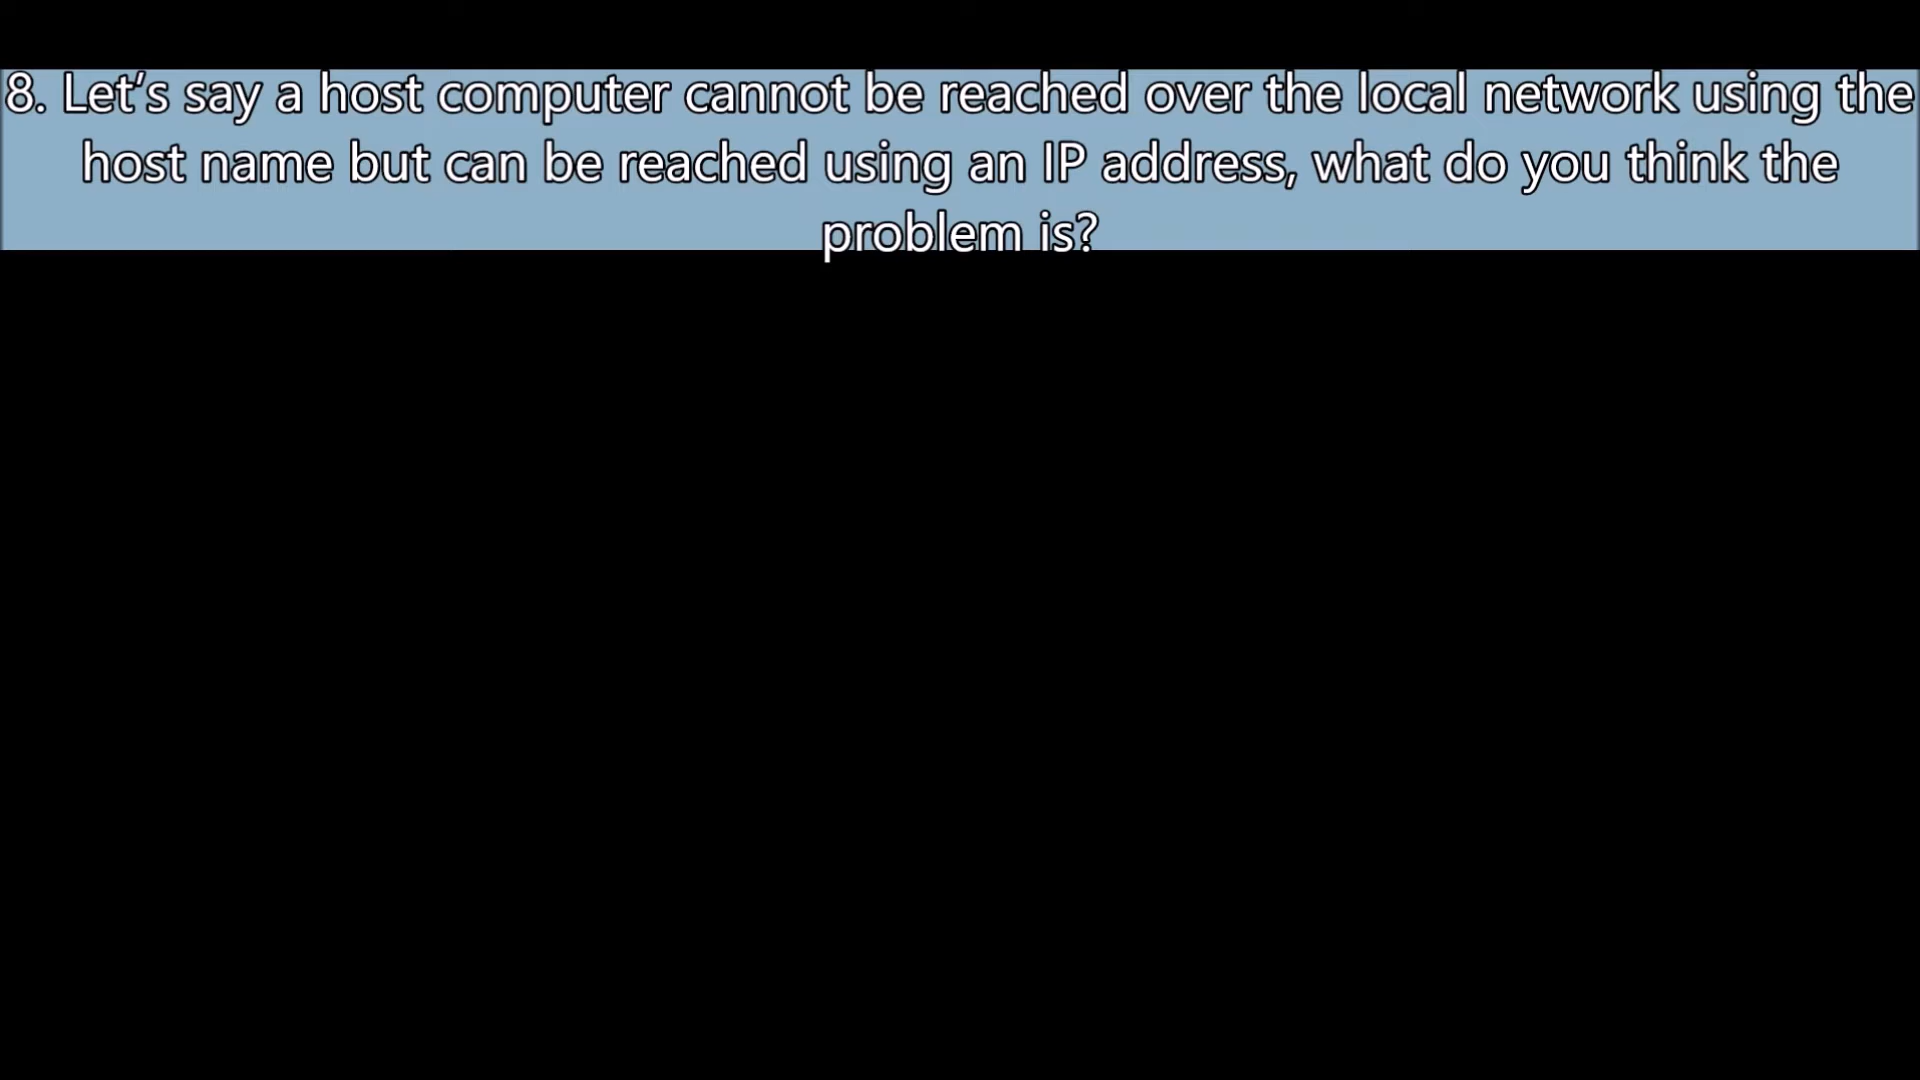 8. Let’s say a host computer cannot be reached over the local network using the
host name but can be reached using an IP address, what do you think the
problem is?